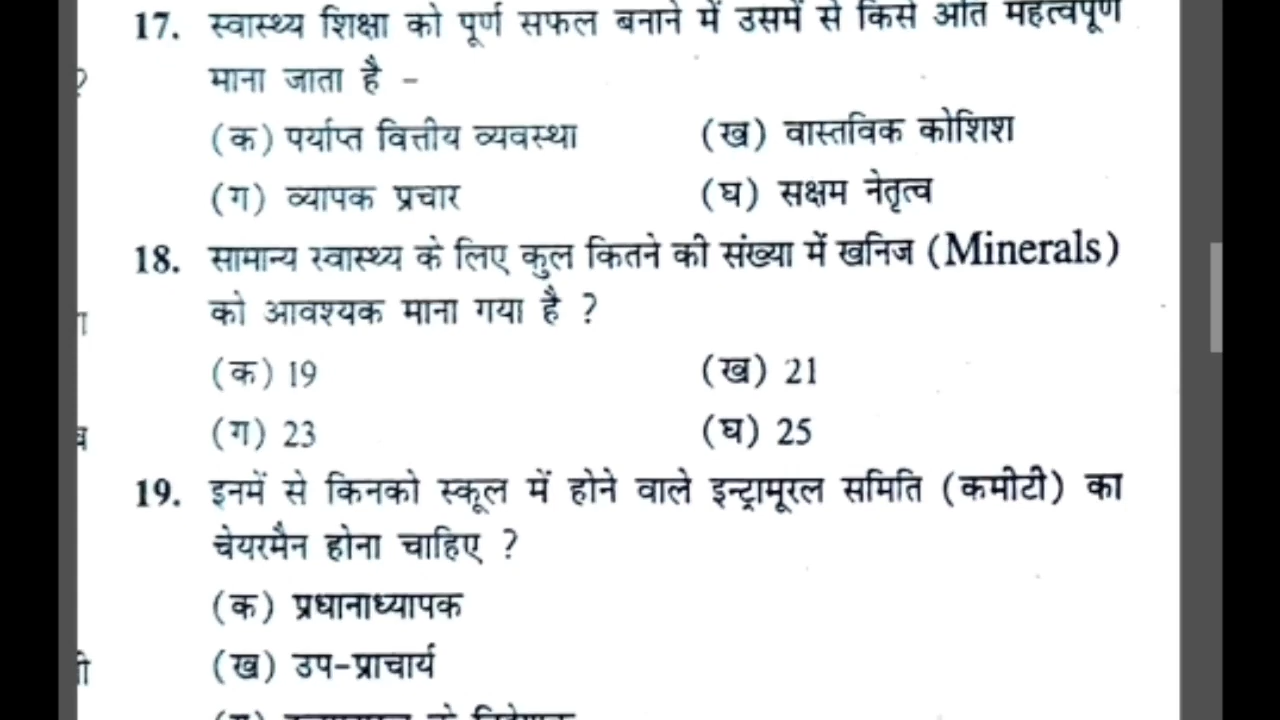 17. स्वास्थ्य शिक्षा को पूर्ण सफल बनाने में उसमें से किसे अति महत्वपूर्ण
माना जाता है -
(क) पर्याप्त वित्तीय व्यवस्था (ख) वास्तविक कोशिश
(ग) व्यापक प्रचार (घ) सक्षम नेतृत्व
18. सामान्य स्वास्थ्य के लिए कुल कितने की संख्या में खनिज (Minerals)
को आवश्यक माना गया है ?
(क) 19 (ख) 21
(ग) 23 (घ) 25
19. इनमें से किनको स्कूल में होने वाले इन्ट्रामूरल समिति (कमीटी) का
चेयरमैन होना चाहिए ?
(क) प्रधानाध्यापक
(ख) उप-प्राचार्य